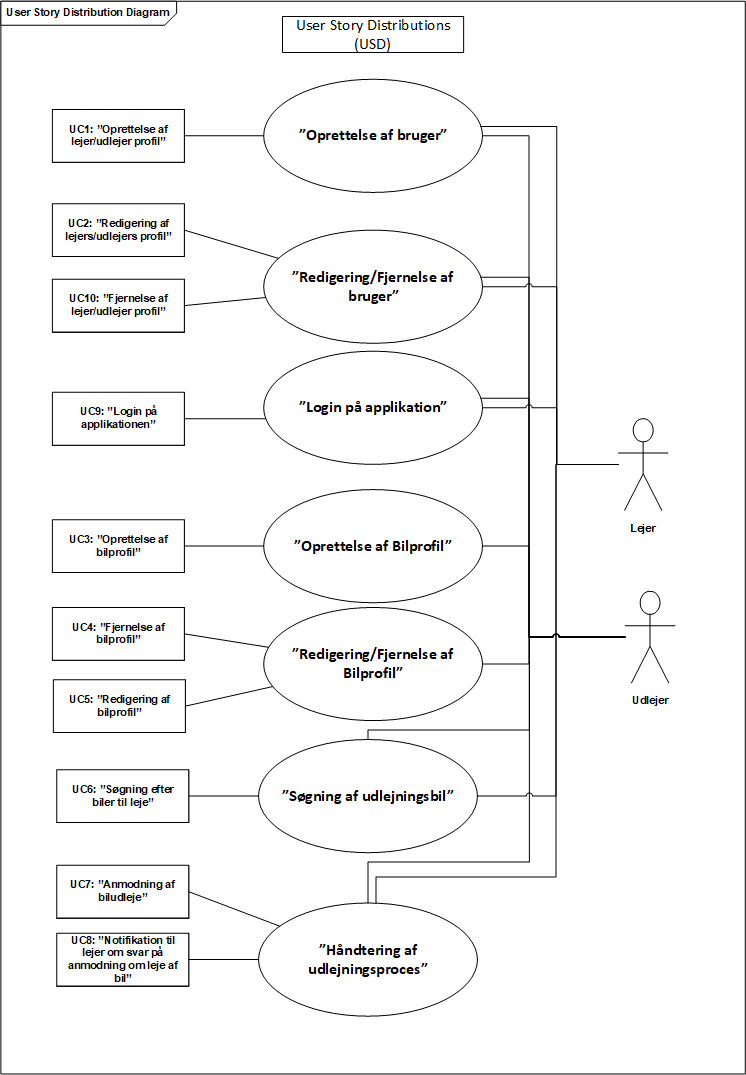 User Story Distribution Diagram
User Story Distributions
(USD)
UC1: ”Oprettelse af
lejer/udlejer profil”
”Oprettelse af bruger”
UC2: ”Redigering af
lejers/udlejers profil”
UC10: ”Fjernelse af
lejer/udlejer profil”
”Redigering/Fjernelse af
bruger”
UC9: ”Login på
applikationen”
”Login på applikation”
Lejer
UC3: ”Oprettelse af
bilprofil”
”Oprettelse af Bilprofil”
UC4: ”Fjernelse af
bilprofil”
UC5: ”Redigering af
bilprofil”
”Redigering/Fjernelse af
Bilprofil”
Udlejer
UC6: ”Søgning efter
biler til leje”
”Søgning af udlejningsbil”
UC7: ”Anmodning af
biludleje”
UC8: ”Notifikation til
lejer om svar på
anmodning om leje af
bil”
”Håndtering af
udlejningsproces”